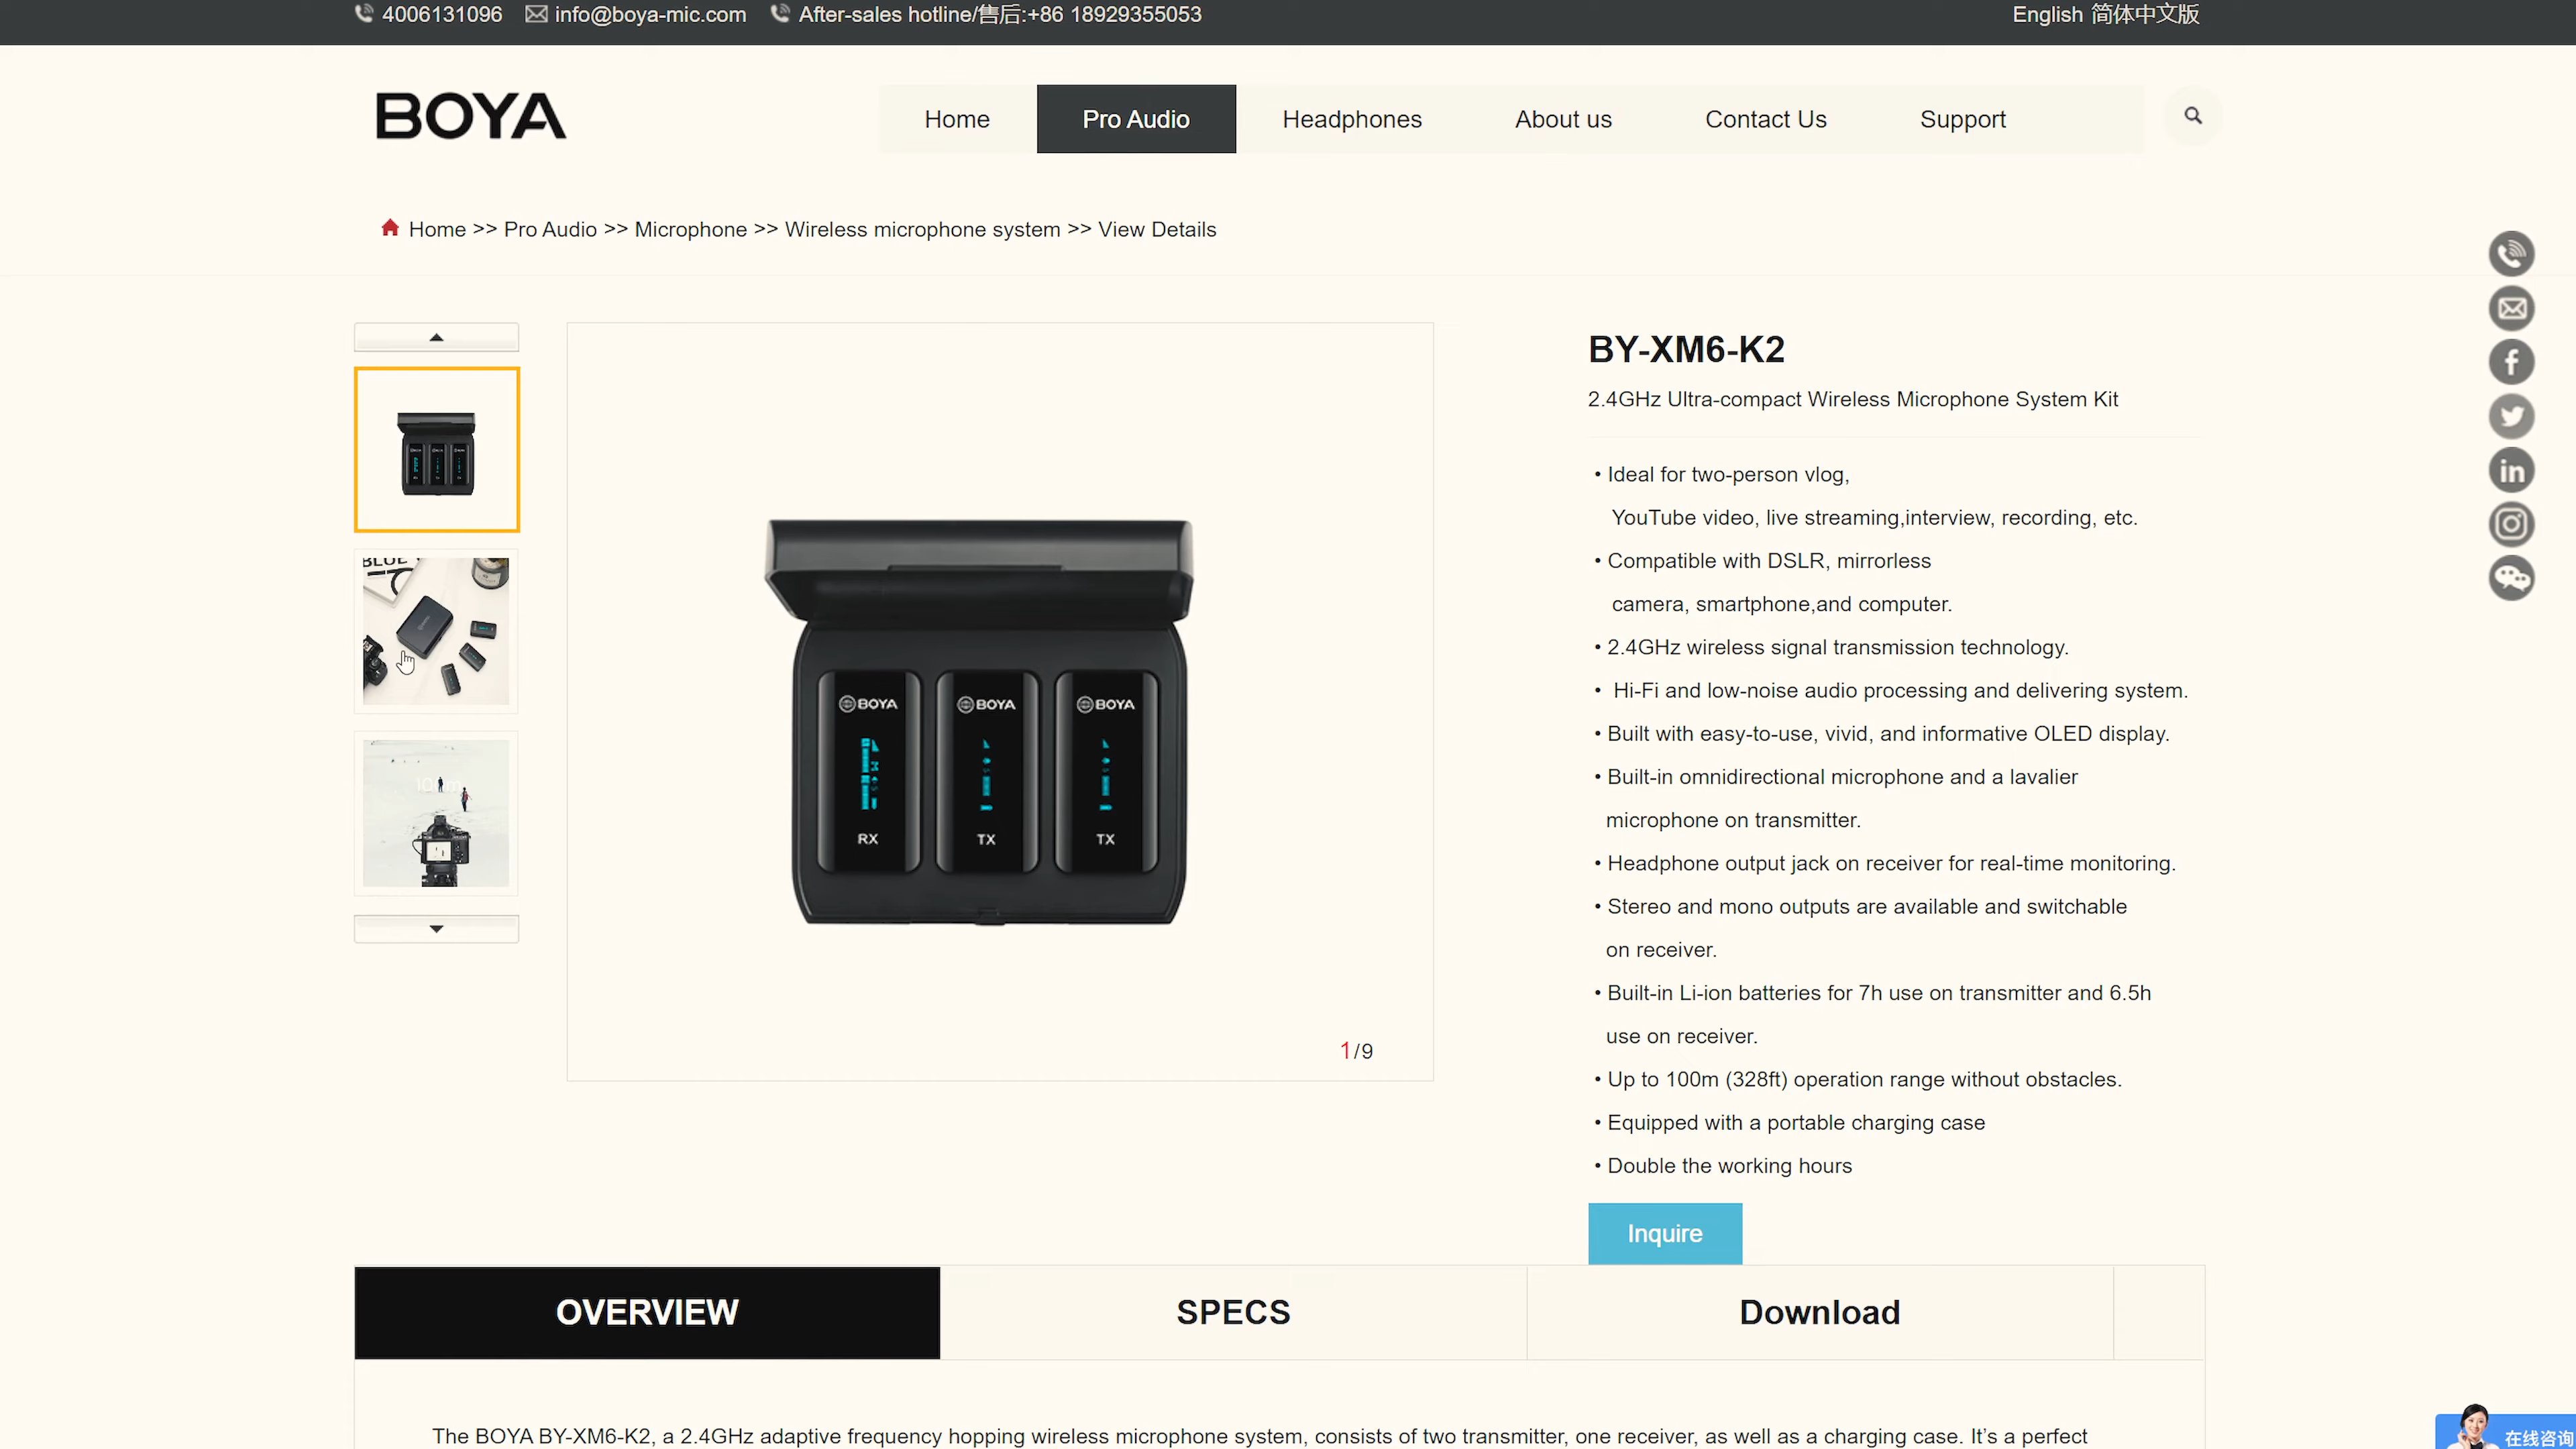 4006131096 info@boya-mic.com After-sales hotline/售后:+86 18929355053
English 简体中文版
BOYA
Home Pro Audio Headphones About us Contact Us Support
Home >> Pro Audio >> Microphone >> Wireless microphone system >> View Details
BOYA BOYA BOYA
RX TX TX
1/9
BY-XM6-K2
2.4GHz Ultra-compact Wireless Microphone System Kit
• Ideal for two-person vlog,
YouTube video, live streaming,interview, recording, etc.
• Compatible with DSLR, mirrorless
camera, smartphone,and computer.
• 2.4GHz wireless signal transmission technology.
• Hi-Fi and low-noise audio processing and delivering system.
• Built with easy-to-use, vivid, and informative OLED display.
• Built-in omnidirectional microphone and a lavalier
microphone on transmitter.
• Headphone output jack on receiver for real-time monitoring.
• Stereo and mono outputs are available and switchable
on receiver.
• Built-in Li-ion batteries for 7h use on transmitter and 6.5h
use on receiver.
• Up to 100m (328ft) operation range without obstacles.
• Equipped with a portable charging case
• Double the working hours
Inquire
OVERVIEW SPECS Download
The BOYA BY-XM6-K2, a 2.4GHz adaptive frequency hopping wireless microphone system, consists of two transmitter, one receiver, as well as a charging case. It's a perfect
在线咨询